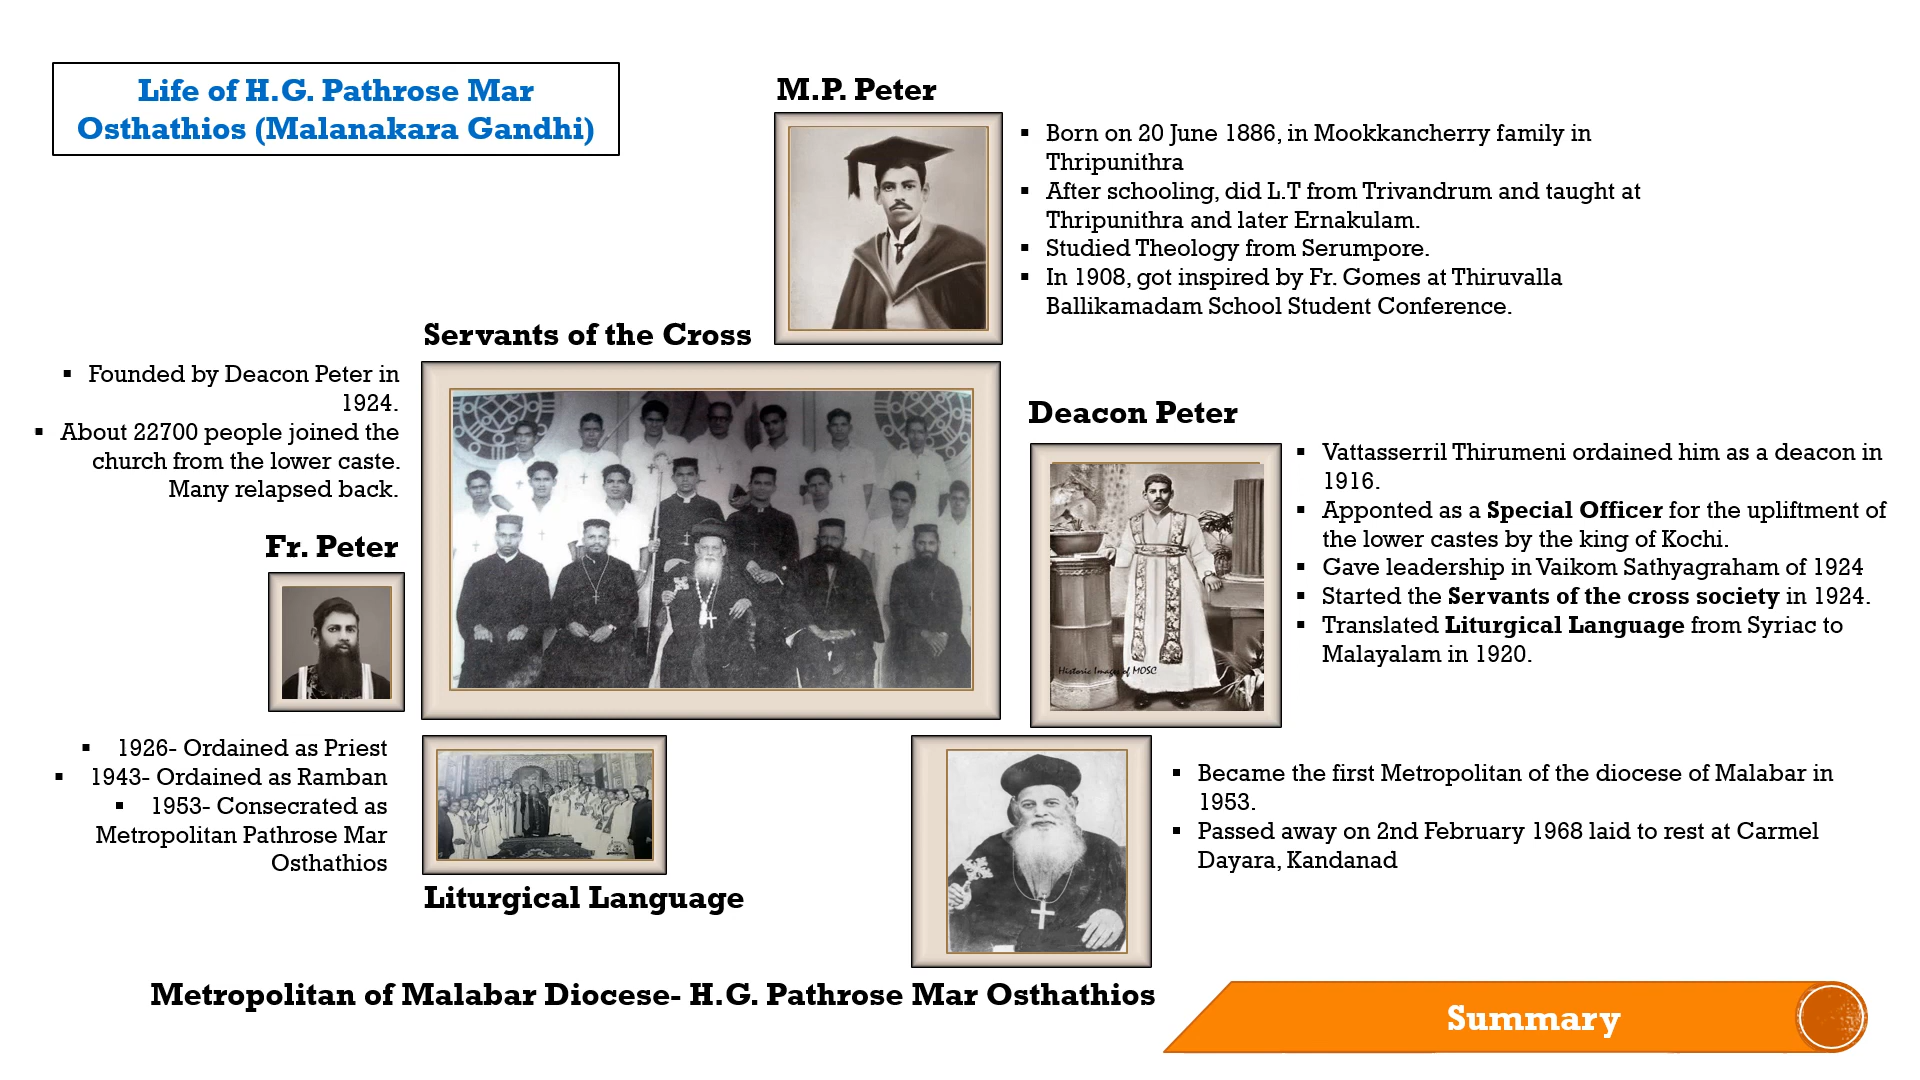 Life of H.G. Pathrose Mar
Osthathios (Malanakara Gandhi)
M.P. Peter
▪ Born on 20 June 1886, in Mookkancherry family in
Thripunithra
▪ After schooling, did L.T from Trivandrum and taught at
Thripunithra and later Ernakulam.
▪ Studied Theology from Serumpore.
▪ In 1908, got inspired by Fr. Gomes at Thiruvalla
Ballikamadam School Student Conference.
Servants of the Cross
▪ Founded by Deacon Peter in
1924.
▪ About 22700 people joined the
church from the lower caste.
Many relapsed back.
Deacon Peter
▪ Vattasserril Thirumeni ordained him as a deacon in
1916.
▪ Apponted as a Special Officer for the upliftment of
the lower castes by the king of Kochi.
▪ Gave leadership in Vaikom Sathyagraham of 1924
▪ Started the Servants of the cross society in 1924.
▪ Translated Liturgical Language from Syriac to
Malayalam in 1920.
Historic Images of MOSC
Fr. Peter
▪ 1926- Ordained as Priest
▪ 1943- Ordained as Ramban
▪ 1953- Consecrated as
Metropolitan Pathrose Mar
Osthathios
Liturgical Language
▪ Became the first Metropolitan of the diocese of Malabar in
1953.
▪ Passed away on 2nd February 1968 laid to rest at Carmel
Dayara, Kandanad
Metropolitan of Malabar Diocese- H.G. Pathrose Mar Osthathios
Summary